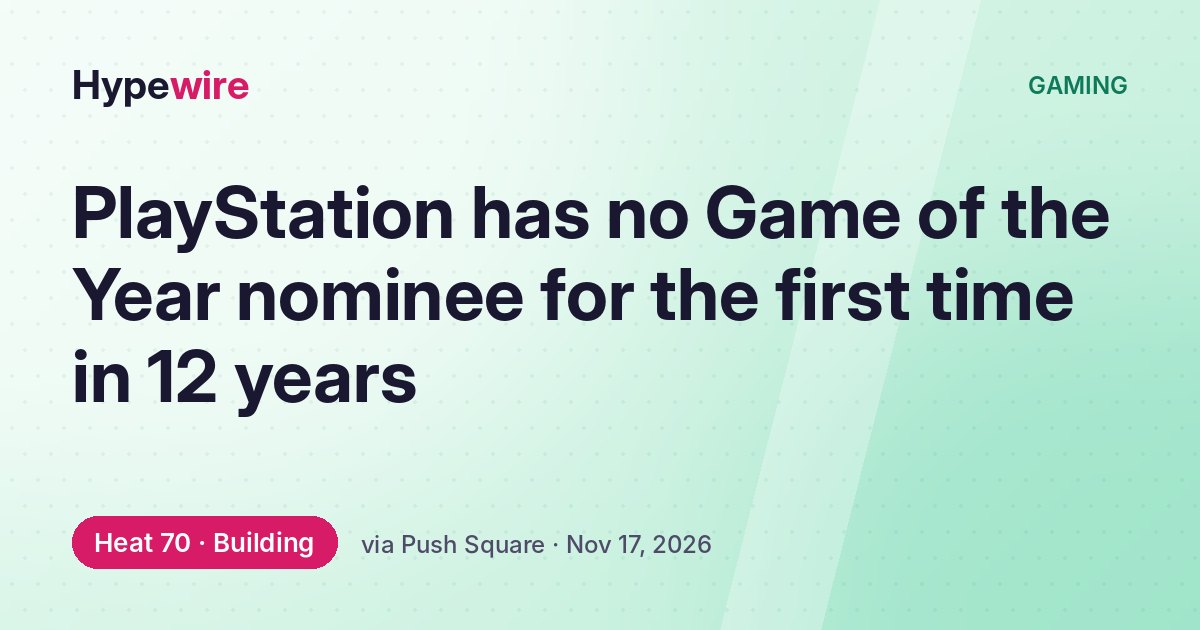 Hypewire
GAMING
PlayStation has no Game of the
Year nominee for the first time
in 12 years
Heat 70 · Building
via Push Square · Nov 17, 2026